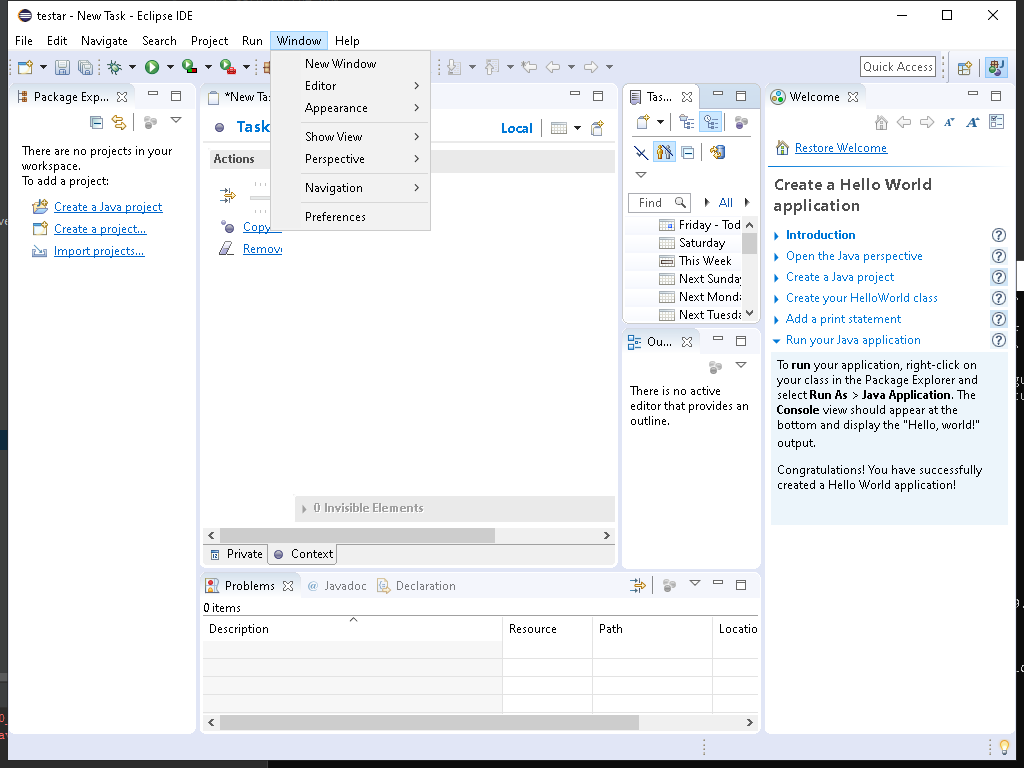 testar - New Task - Eclipse IDE
File Edit Navigate Search Project Run Window Help
Quick Access
Package Exp...
There are no projects in your
workspace.
To add a project:
Create a Java project
Create a project...
Import projects...
New Window
Editor
Appearance
Show View
Perspective
Navigation
Preferences
*New Tas
Task
Local
Actions
Copy
Remove
0 Invisible Elements
Private Context
Tas...
Find All
Friday - Tod
Saturday
This Week
Next Sunday
Next Monda
Next Tuesda
Ou...
There is no active
editor that provides an
outline.
Welcome
Restore Welcome
Create a Hello World
application
Introduction
Open the Java perspective
Create a Java project
Create your HelloWorld class
Add a print statement
Run your Java application
To run your application, right-click on
your class in the Package Explorer and
select Run As > Java Application. The
Console view should appear at the
bottom and display the "Hello, world!"
output.
Congratulations! You have successfully
created a Hello World application!
Problems @ Javadoc Declaration
0 items
Description Resource Path Locatio